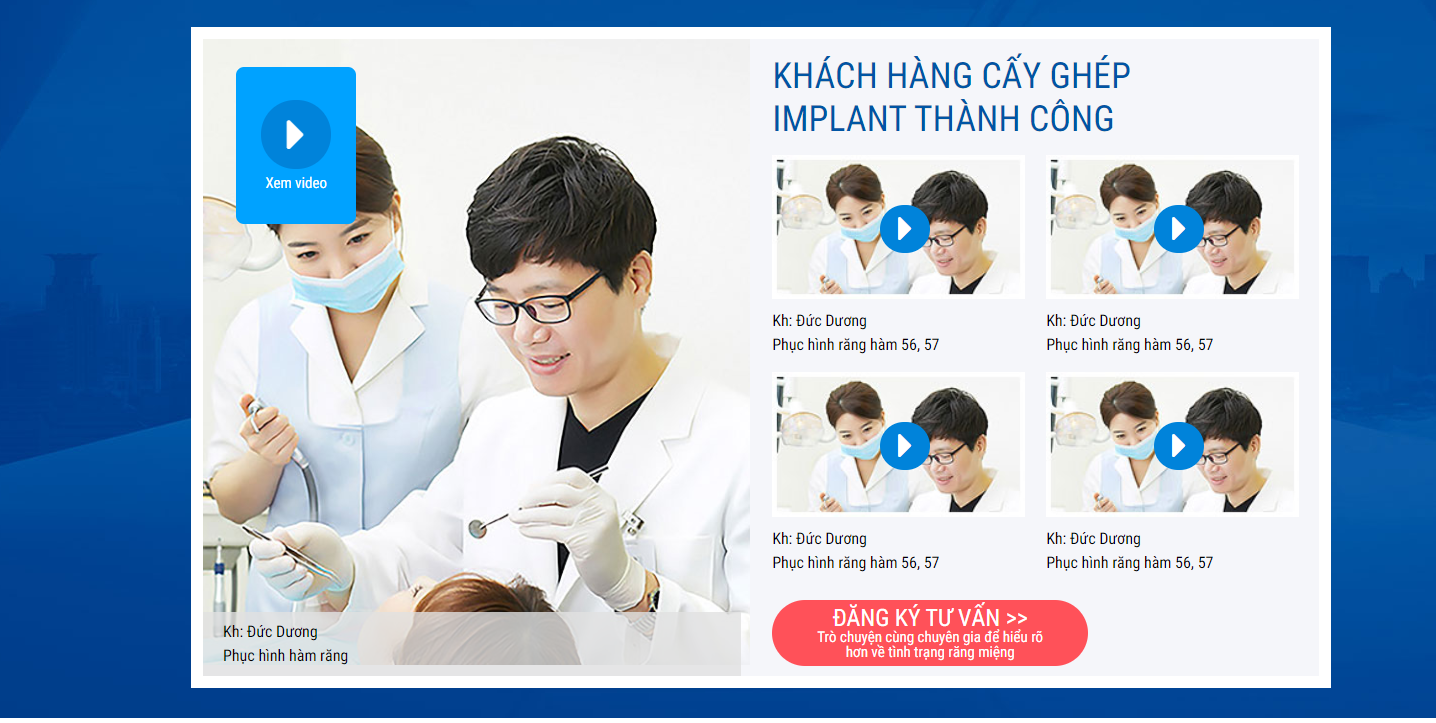 Xem video
Kh: Đức Dương
Phục hình hàm răng
KHÁCH HÀNG CẤY GHÉP
IMPLANT THÀNH CÔNG
Kh: Đức Dương
Phục hình răng hàm 56, 57
Kh: Đức Dương
Phục hình răng hàm 56, 57
Kh: Đức Dương
Phục hình răng hàm 56, 57
Kh: Đức Dương
Phục hình răng hàm 56, 57
ĐĂNG KÝ TƯ VẤN >>
Trò chuyện cùng chuyên gia để hiểu rõ
hơn về tình trạng răng miệng